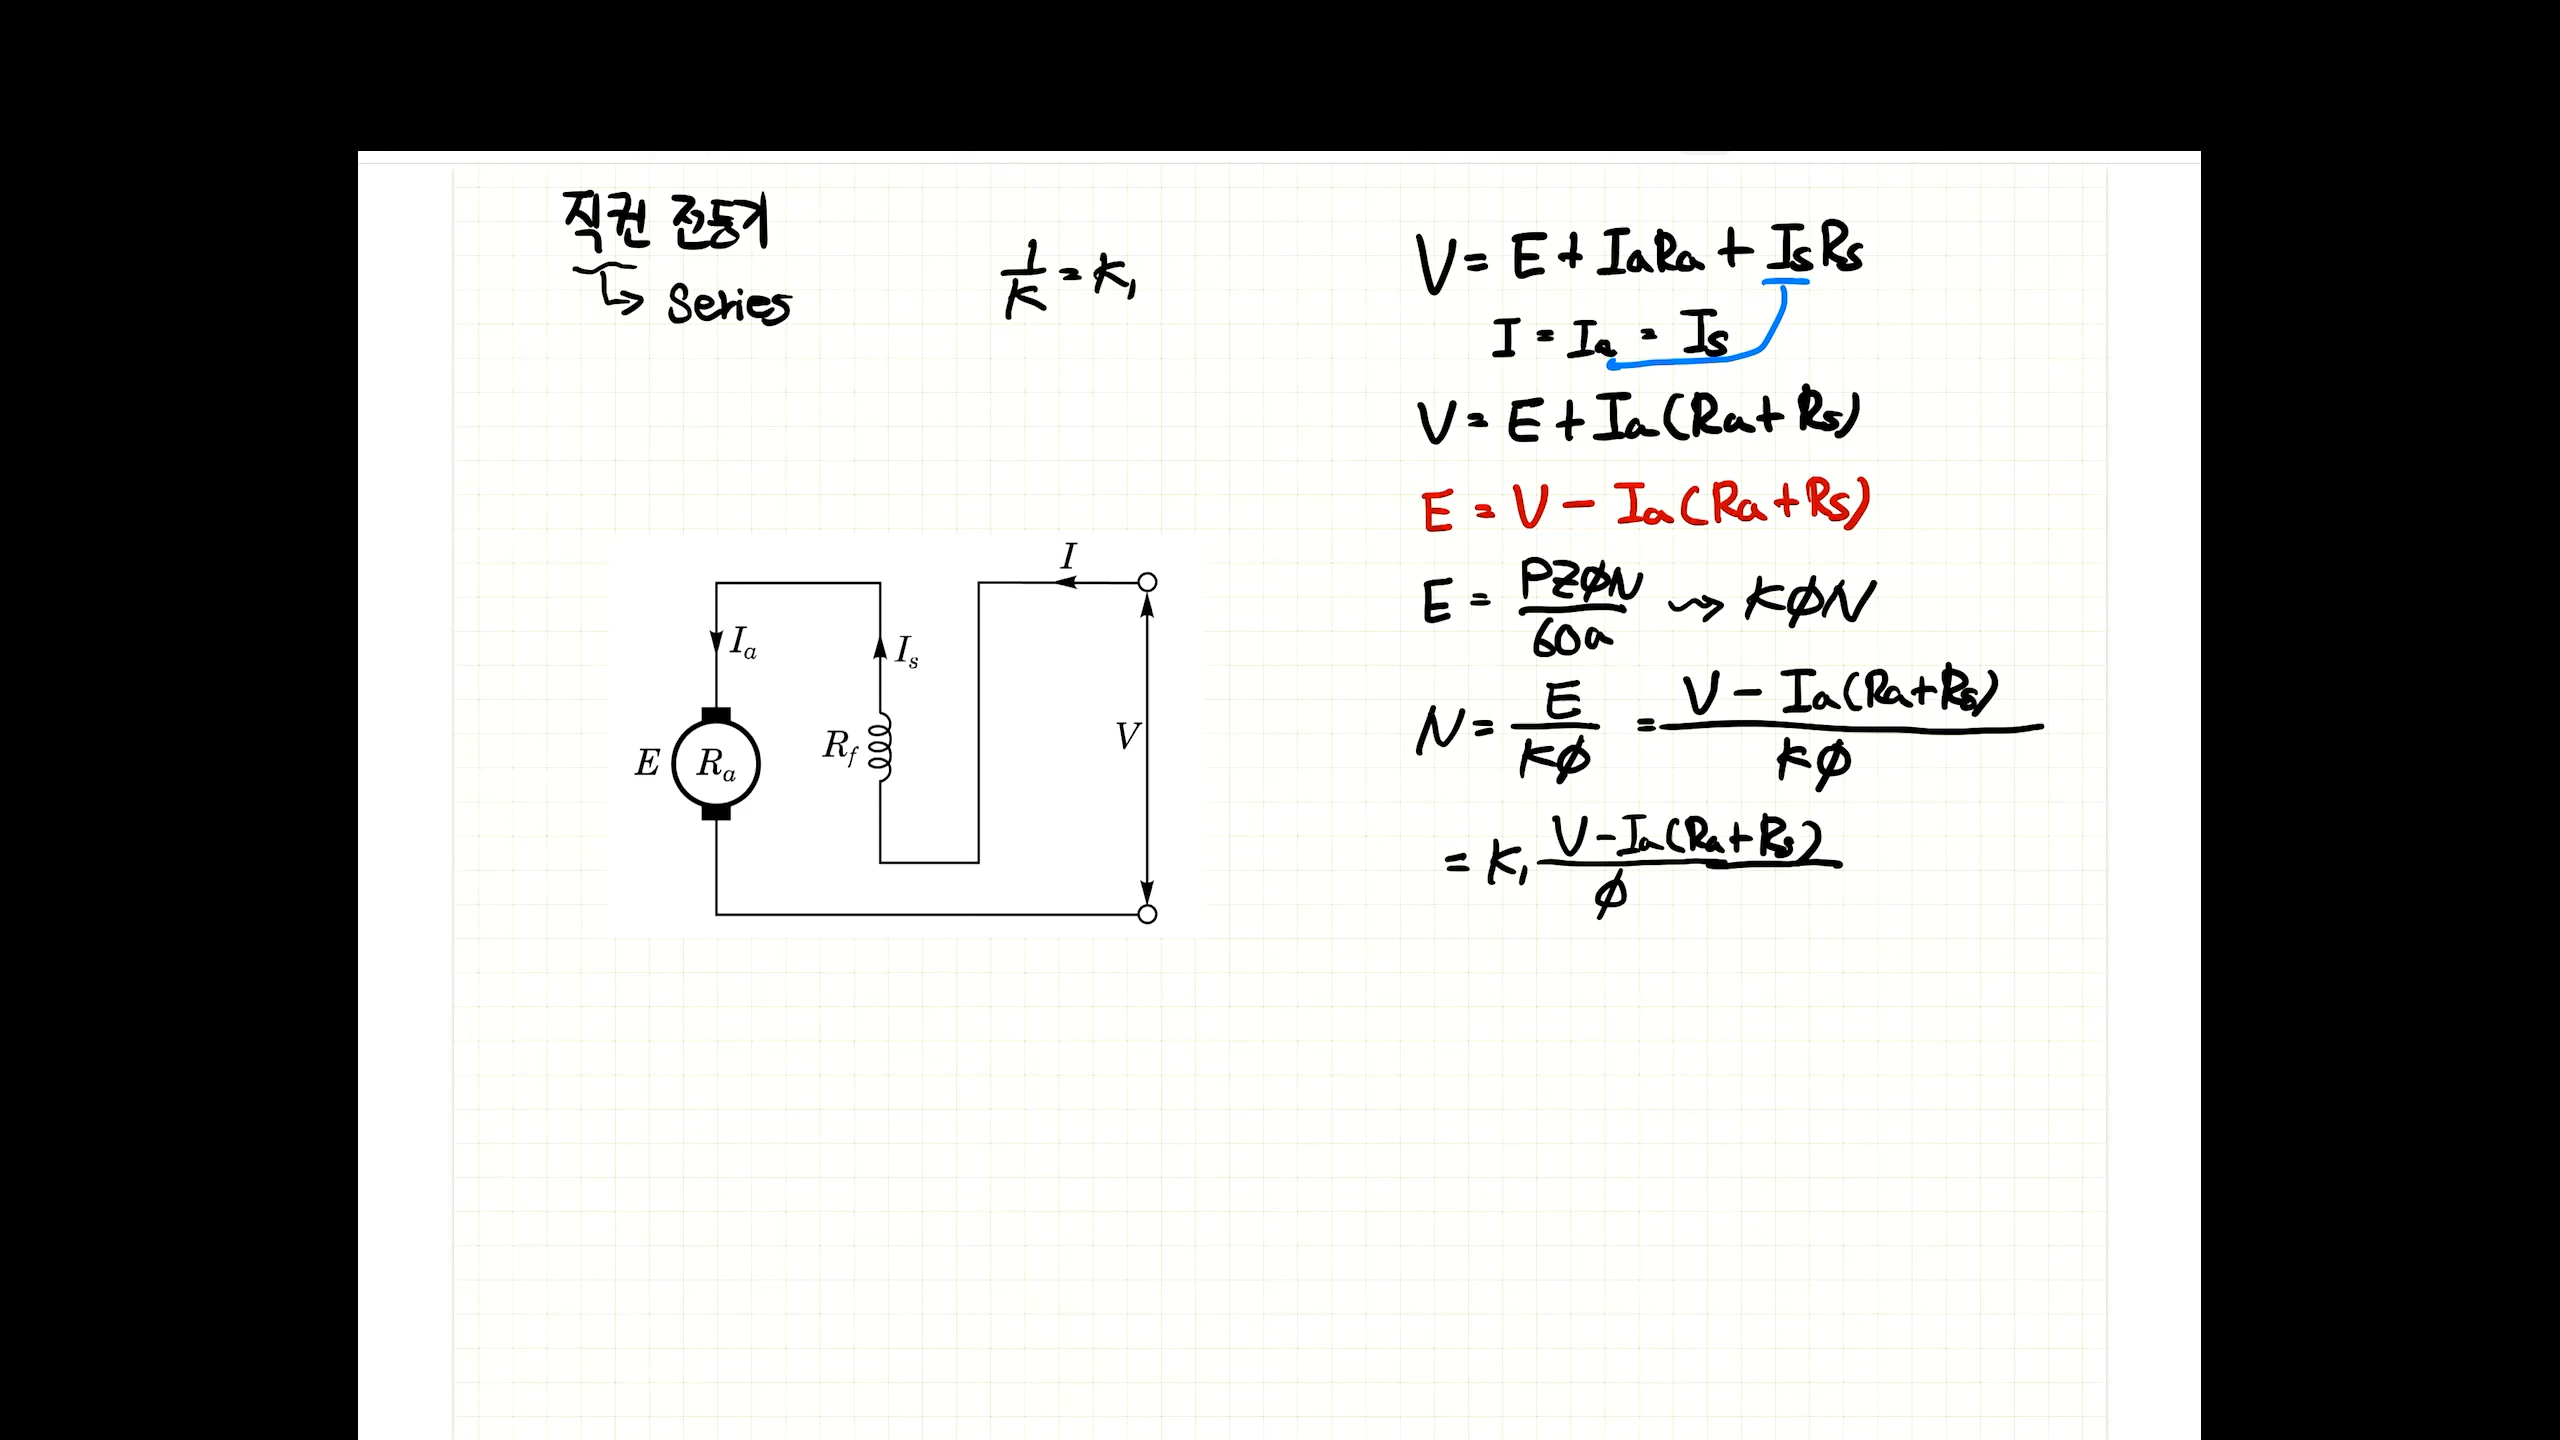 직권 전동기
↳ Series
1/K = K₁
V = E + IaRa + IsRs
I = Ia = Is
V = E + Ia(Ra + Rs)
E = V - Ia(Ra + Rs)
E = PZϕN/60a ⇝ KϕN
N = E/Kϕ = V - Ia(Ra + Rs)/Kϕ
= K₁ V - Ia(Ra + Rs)/ϕ
I
Ia
Is
E
Ra
Rf
V